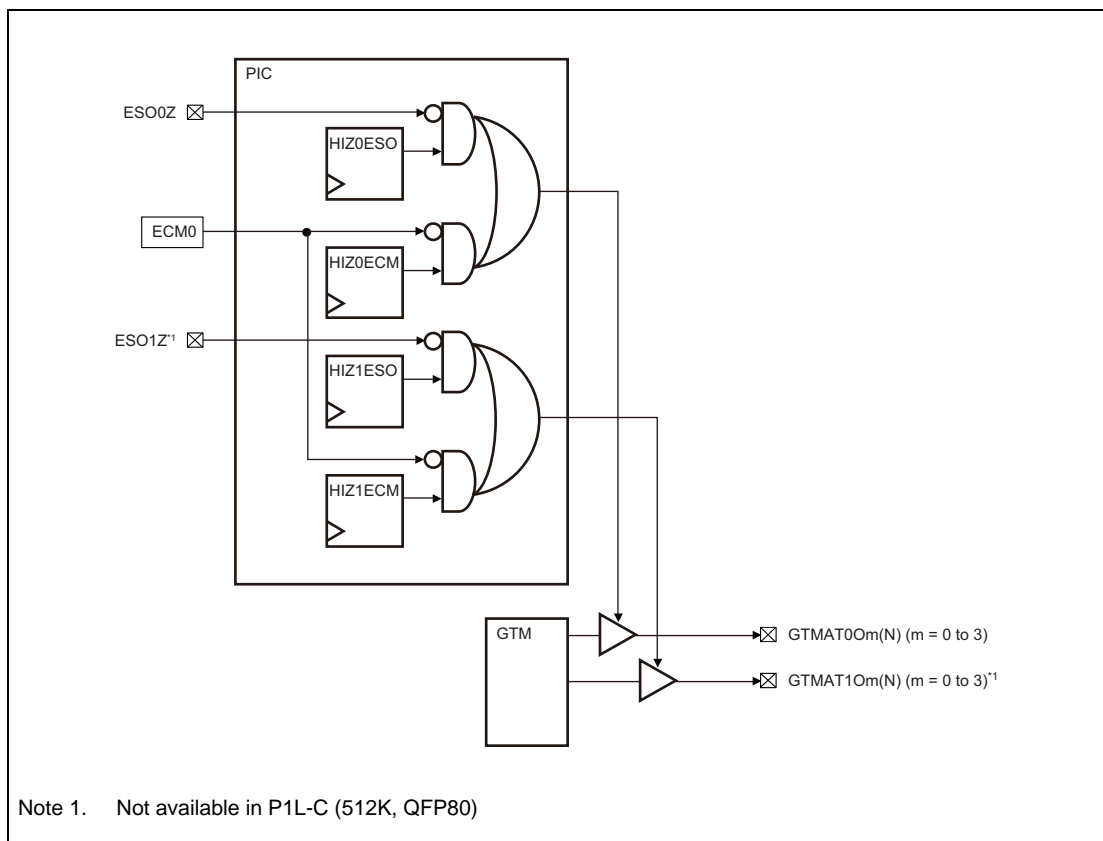 PIC
ESO0Z
HIZ0ESO
ECM0
HIZ0ECM
ESO1Z*1
HIZ1ESO
HIZ1ECM
GTM
GTMAT0Om(N) (m = 0 to 3)
GTMAT1Om(N) (m = 0 to 3)*1
Note 1. Not available in P1L-C (512K, QFP80)